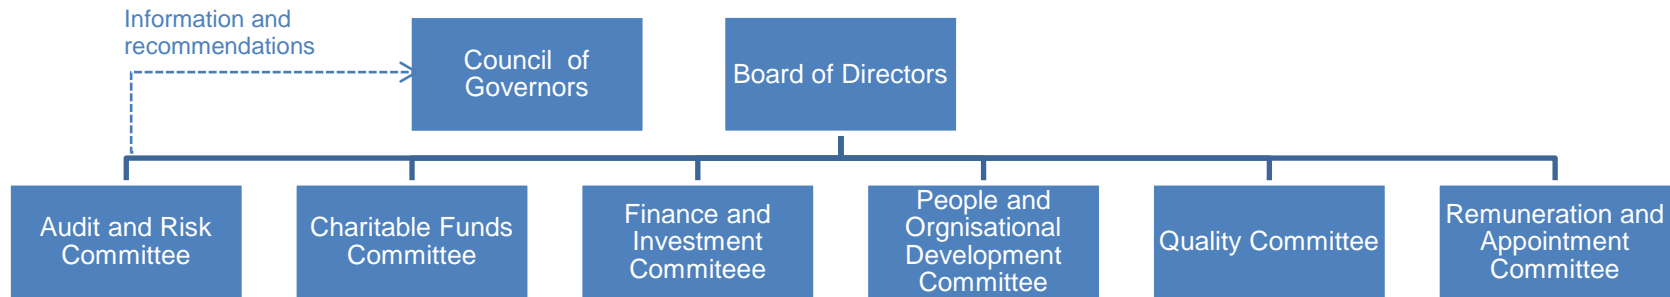 Information and
recommendations
Council of
Governors
Board of Directors
Audit and Risk
Committee
Charitable Funds
Committee
Finance and
Investment
Commiteee
People and
Orgnisational
Development
Committee
Quality Committee
Remuneration and
Appointment
Committee